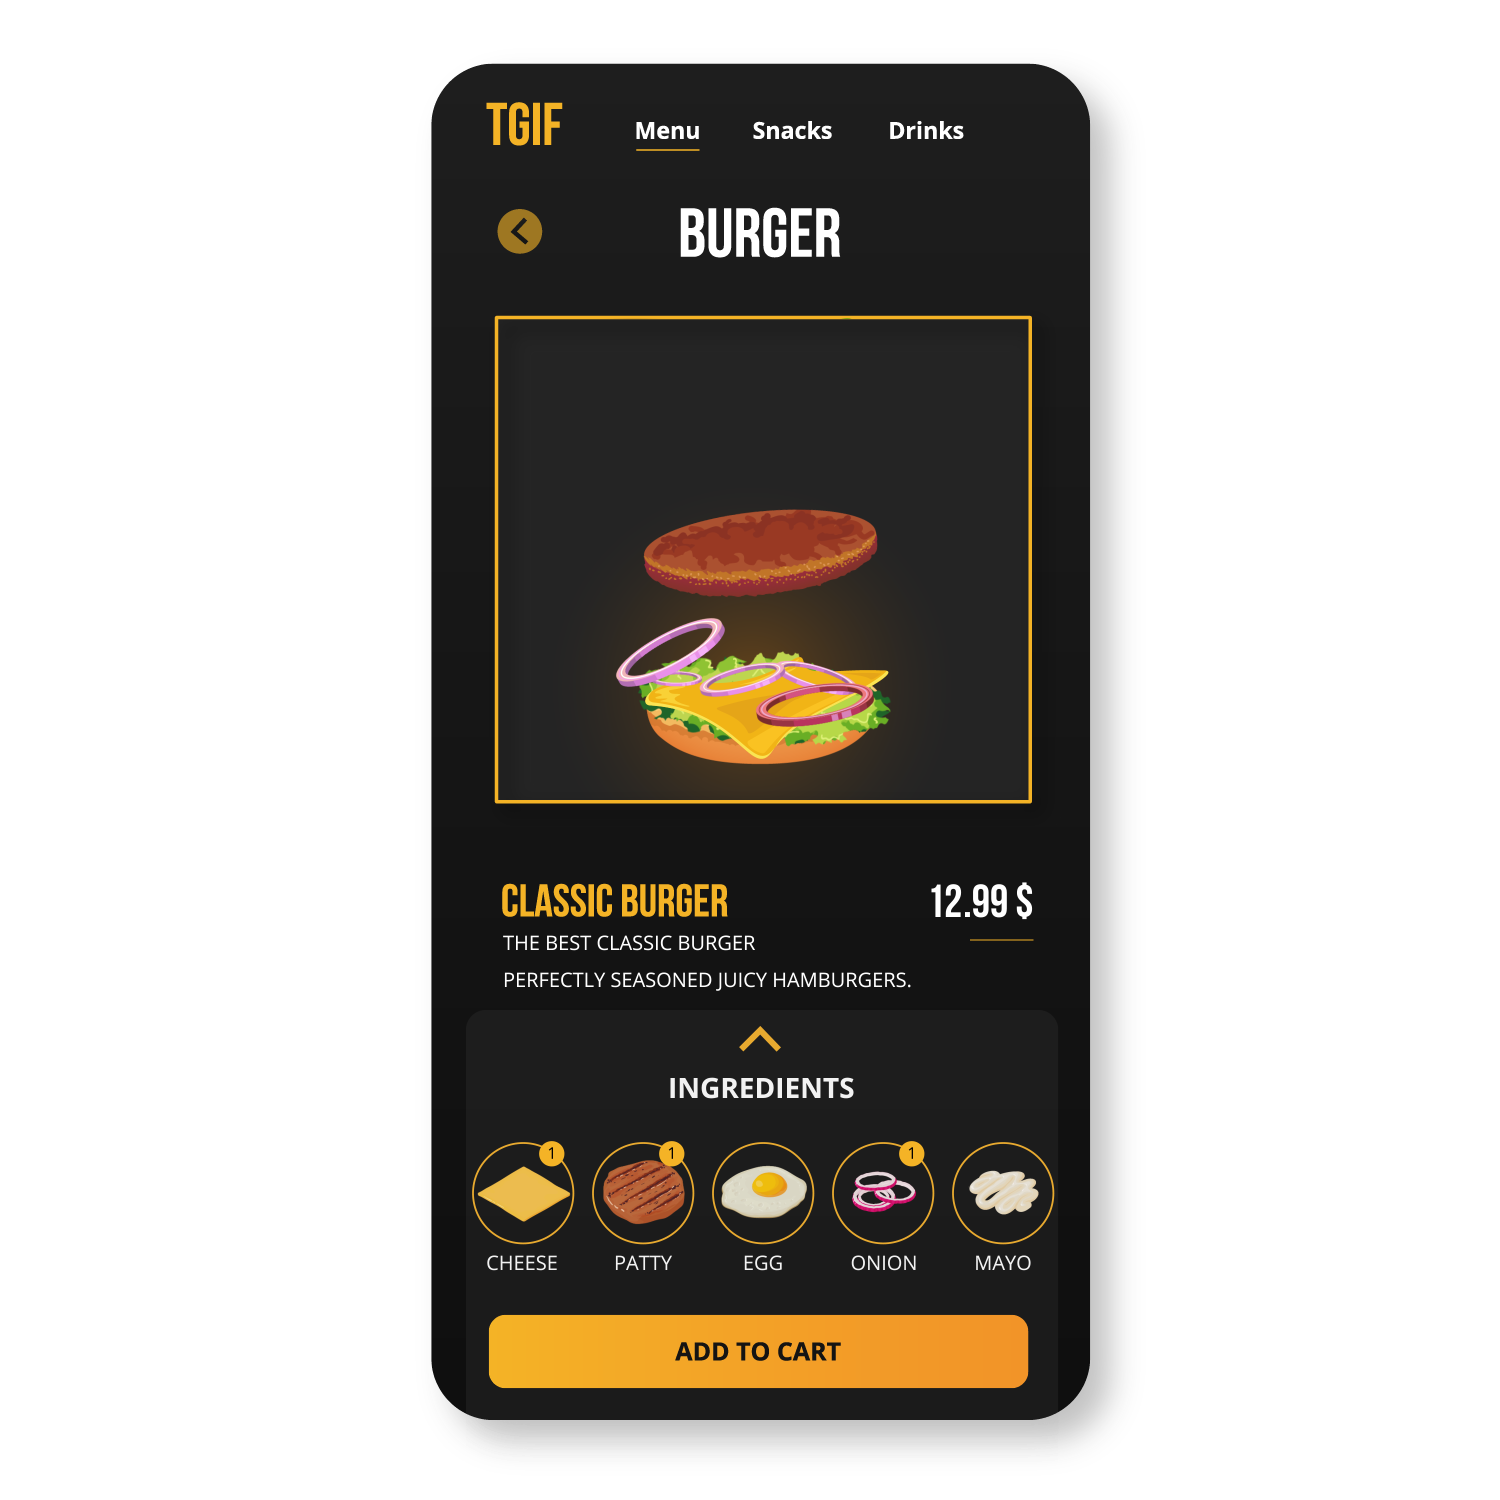 TGIF
Menu Snacks Drinks
BURGER
CLASSIC BURGER
12.99 $
THE BEST CLASSIC BURGER
PERFECTLY SEASONED JUICY HAMBURGERS.
INGREDIENTS
1 1 1
CHEESE PATTY EGG ONION MAYO
ADD TO CART